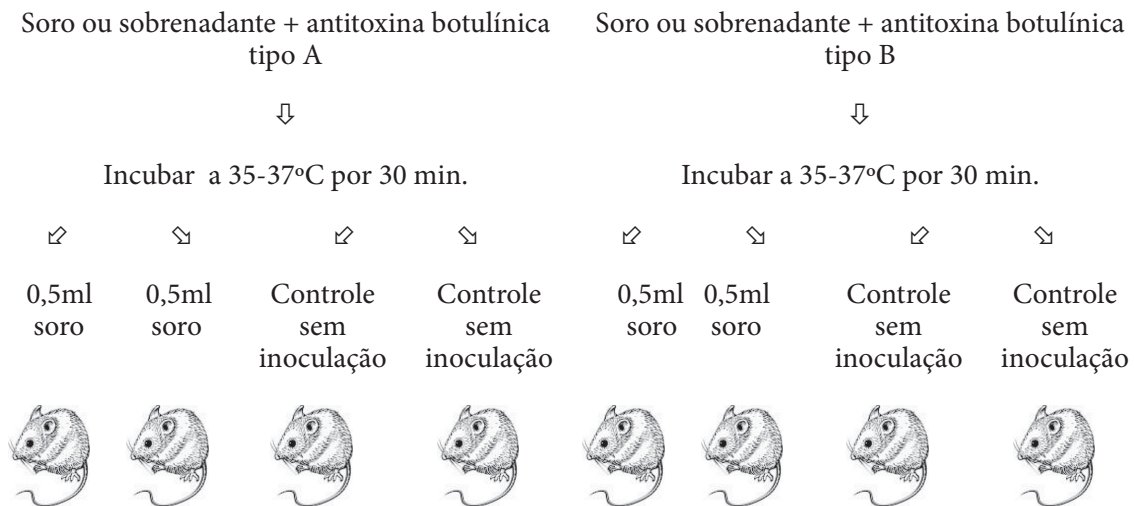 Soro ou sobrenadante + antitoxina botulínica
tipo A
⇩
Incubar a 35-37ºC por 30 min.
0,5ml
soro
0,5ml
soro
Controle
sem
inoculação
Controle
sem
inoculação
Soro ou sobrenadante + antitoxina botulínica
tipo B
⇩
Incubar a 35-37ºC por 30 min.
0,5ml
soro
0,5ml
soro
Controle
sem
inoculação
Controle
sem
inoculação